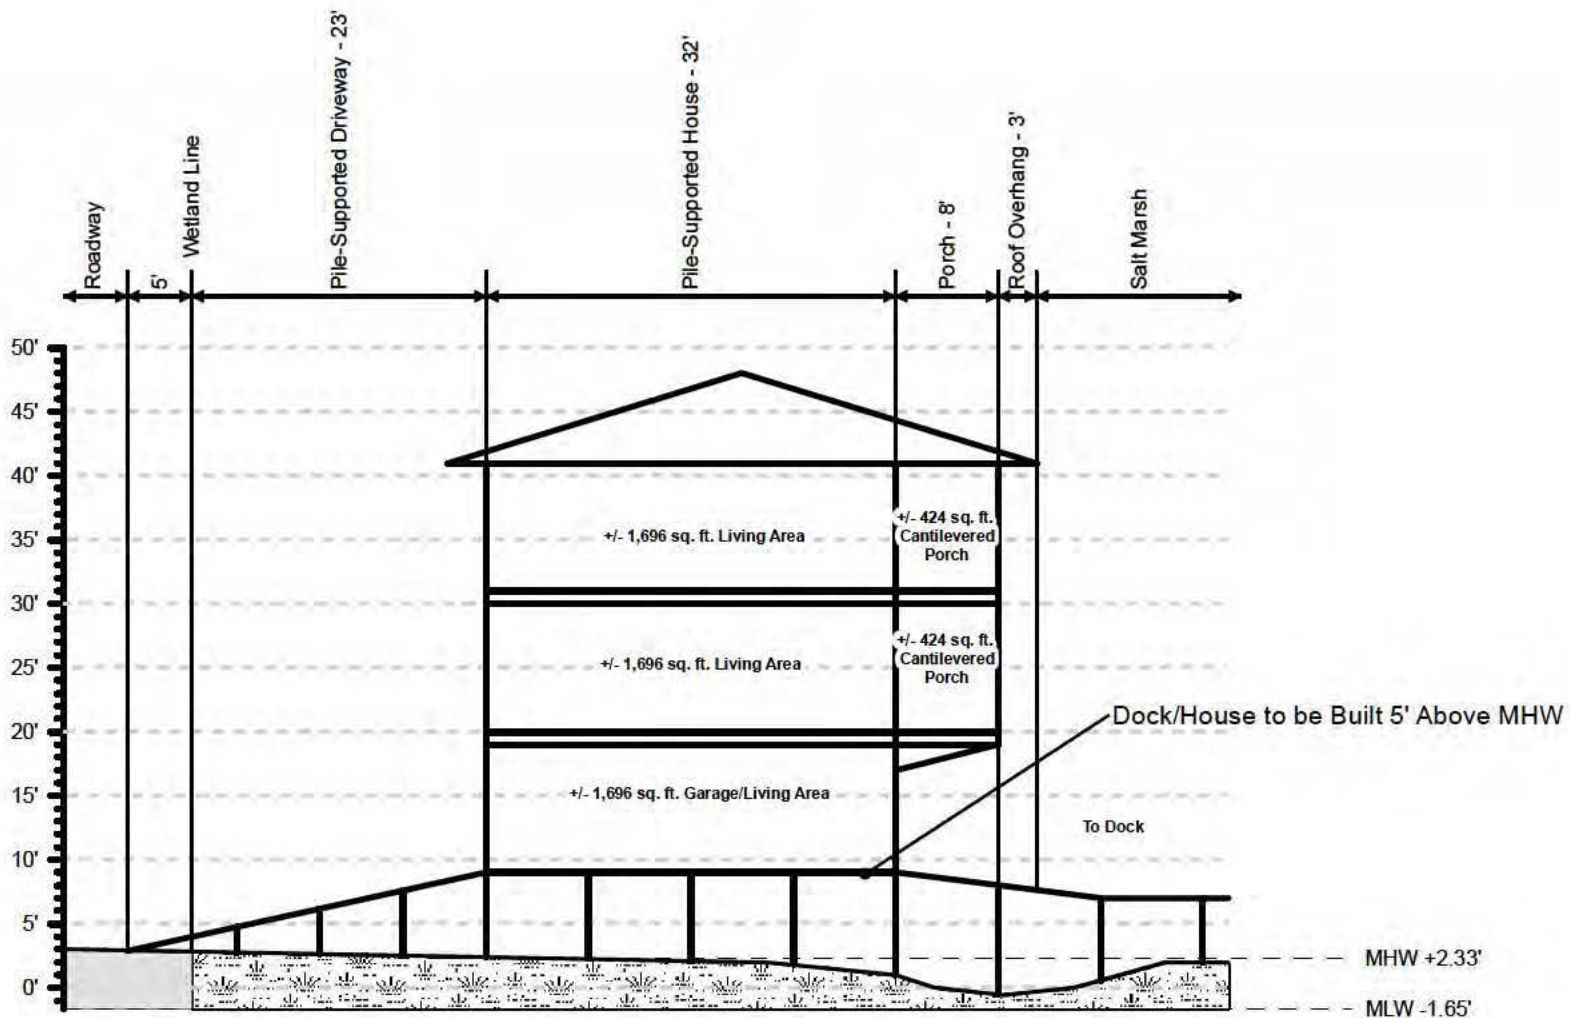 Roadway
5'
Wetland Line
Pile-Supported Driveway - 23'
Pile-Supported House - 32'
Porch - 8'
Roof Overhang - 3'
Salt Marsh
50'
45'
40'
35'
30'
25'
20'
15'
10'
5'
0'
+/- 1,696 sq. ft. Living Area
+/- 424 sq. ft.
Cantilevered
Porch
+/- 1,696 sq. ft. Living Area
+/- 424 sq. ft.
Cantilevered
Porch
Dock/House to be Built 5' Above MHW
+/- 1,696 sq. ft. Garage/Living Area
To Dock
MHW +2.33'
MLW -1.65'